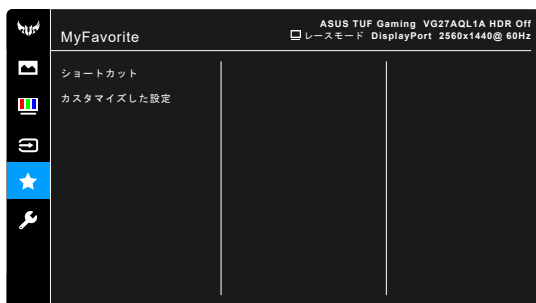 ASUS TUF Gaming VG27AQL1A HDR Off
MyFavorite
レースモード DisplayPort 2560x1440@ 60Hz
ショートカット
カスタマイズした設定